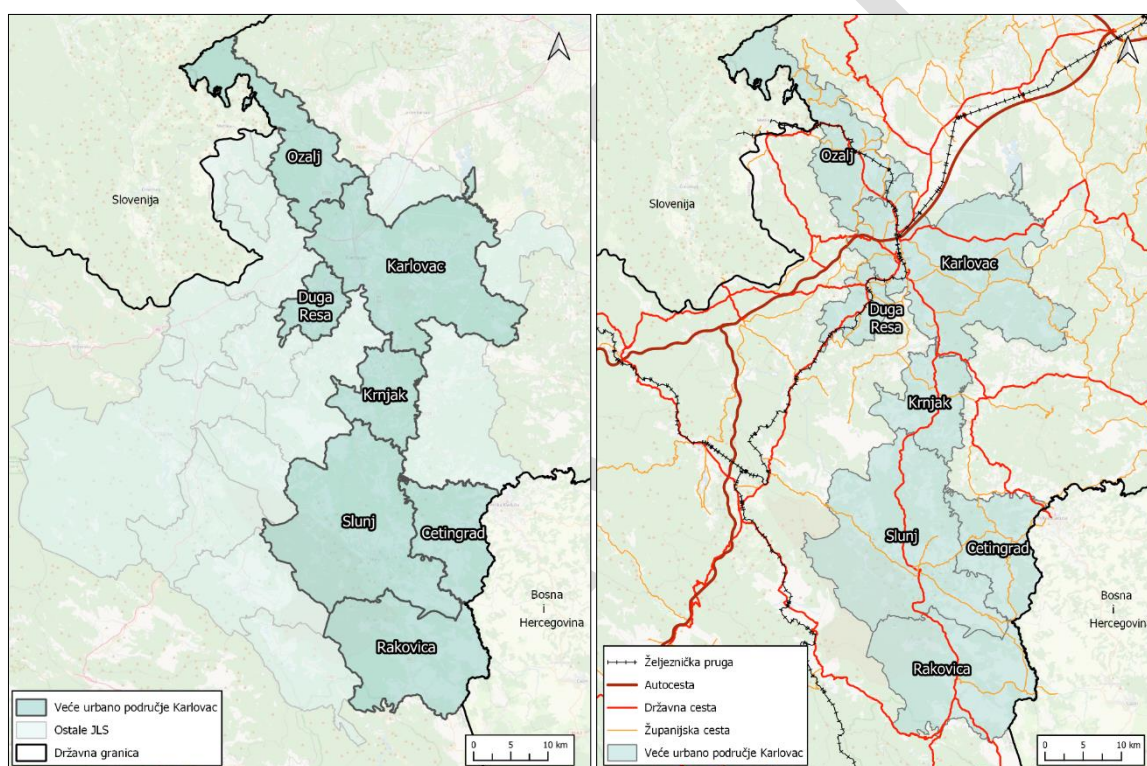 Ozalj
Slovenija
Karlovac
Duga
Resa
Krnjak
Slunj
Cetingrad
Bosna
i
Hercegovina
Rakovica
Veće urbano područje Karlovac
Ostale JLS
Državna granica
0 5 10 km
Ozalj
Slovenija
Karlovac
Duga
Resa
Krnjak
Slunj
Cetingrad
Bosna
i
Hercegovina
Rakovica
Željeznička pruga
Autocesta
Državna cesta
Županijska cesta
Veće urbano područje Karlovac
0 5 10 km